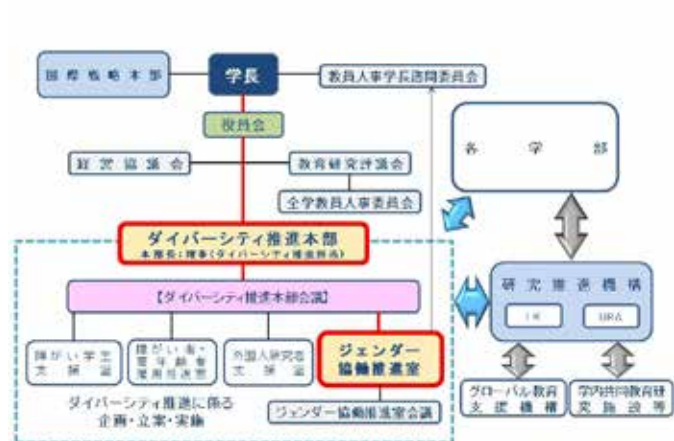 国際戦略本部
学長
教員人事学長諮問委員会
役員会
経営協議会
教育研究評議会
全学教員人事委員会
各学部
ダイバーシティ推進本部
本部長:理事(ダイバーシティ推進担当)
【ダイバーシティ推進本部会議】
研究推進機構
IR
URA
障がい学生
支援室
障がい者・
高年齢者
雇用促進室
外国人研究者
支援室
ジェンダー
協働推進室
ダイバーシティ推進に係る
企画・立案・実施
ジェンダー協働推進室会議
グローバル教育
支援機構
学内共同教育研
究施設等